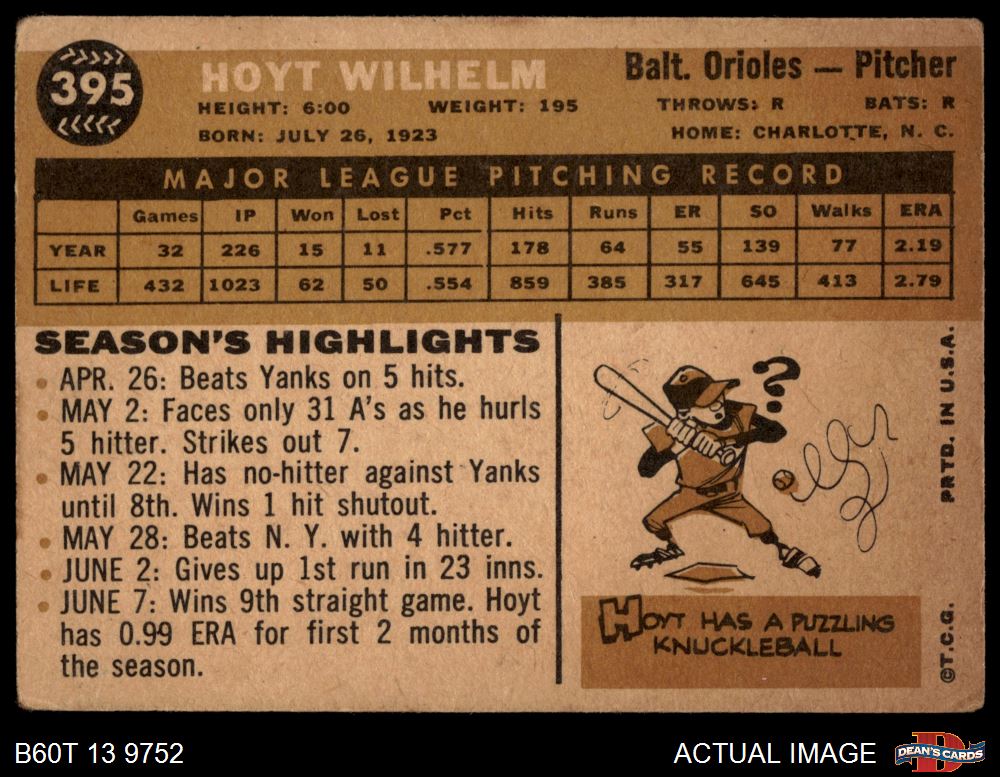 395
HOYT WILHELM
Balt. Orioles — Pitcher
HEIGHT: 6:00 WEIGHT: 195 THROWS: R BATS: R
BORN: JULY 26, 1923 HOME: CHARLOTTE, N. C.
MAJOR LEAGUE PITCHING RECORD
Games IP Won Lost Pct Hits Runs ER SO Walks ERA
YEAR 32 226 15 11 .577 178 64 55 139 77 2.19
LIFE 432 1023 62 50 .554 859 385 317 645 413 2.79
SEASON'S HIGHLIGHTS
• APR. 26: Beats Yanks on 5 hits.
• MAY 2: Faces only 31 A's as he hurls
5 hitter. Strikes out 7.
• MAY 22: Has no-hitter against Yanks
until 8th. Wins 1 hit shutout.
• MAY 28: Beats N. Y. with 4 hitter.
• JUNE 2: Gives up 1st run in 23 inns.
• JUNE 7: Wins 9th straight game. Hoyt
has 0.99 ERA for first 2 months of
the season.
?
HOYT HAS A PUZZLING
KNUCKLEBALL
©T.C.G. PRTD. IN U.S.A.
B60T 13 9752
ACTUAL IMAGE
D
DEAN'S CARDS